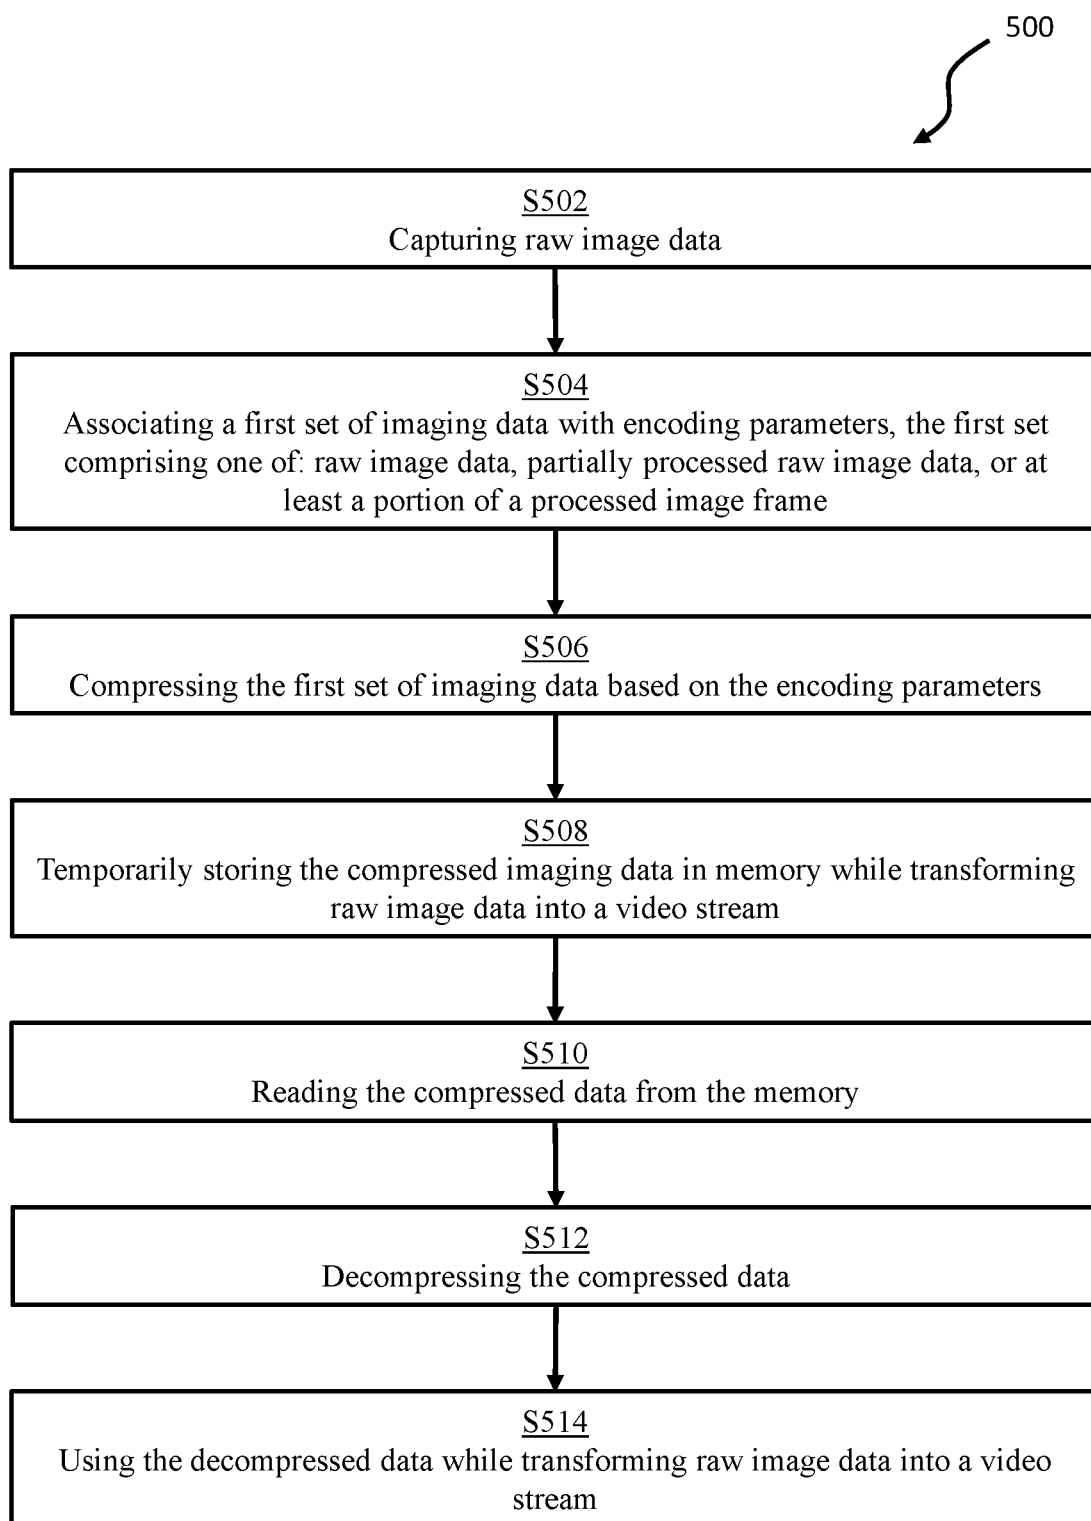 500
S502
Capturing raw image data
S504
Associating a first set of imaging data with encoding parameters, the first set
comprising one of: raw image data, partially processed raw image data, or at
least a portion of a processed image frame
S506
Compressing the first set of imaging data based on the encoding parameters
S508
Temporarily storing the compressed imaging data in memory while transforming
raw image data into a video stream
S510
Reading the compressed data from the memory
S512
Decompressing the compressed data
S514
Using the decompressed data while transforming raw image data into a video
stream